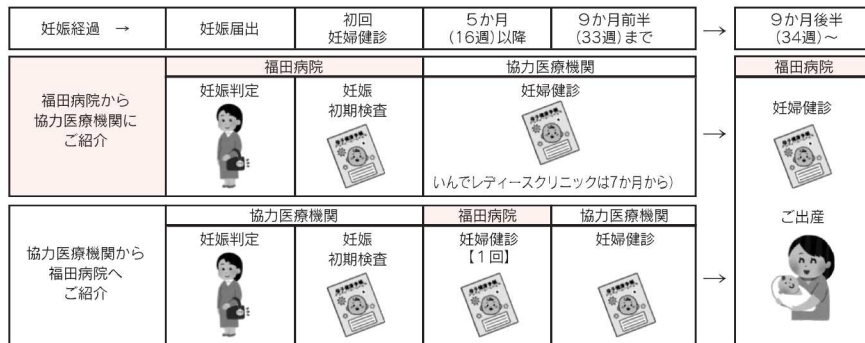 妊娠経過 →
妊娠届出
初回
妊婦健診
5か月
(16週)以降
9か月前半
(33週)まで
→
9か月後半
(34週)〜
福田病院から
協力医療機関に
ご紹介
福田病院
協力医療機関
妊娠判定
妊娠
初期検査
妊婦健診
いんでレディースクリニックは7か月から)
→
福田病院
妊婦健診
協力医療機関から
福田病院へ
ご紹介
協力医療機関
福田病院
協力医療機関
妊娠判定
妊娠
初期検査
妊婦健診
【1回】
妊婦健診
→
ご出産